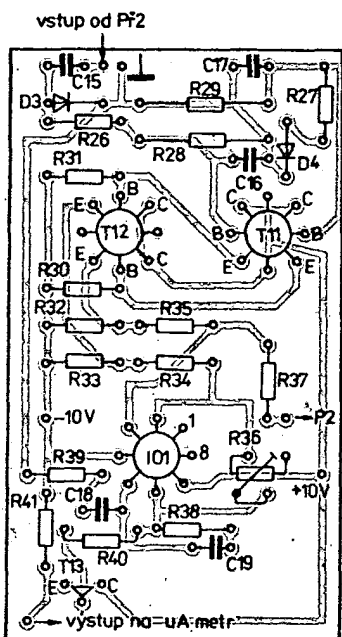 vstup od Př2
C15
C17
D3
R29
R27
R26
R28
D4
C16
R31
B
E
C
C
C
T12
B
T11
B
E
C
E
E
R30
B
R32
R35
R33
R34
R37
-10V
1
R36
P2
I01
8
R39
+10V
R41
C18
R38
R40
C19
T13
E
C
výstup na uA metr